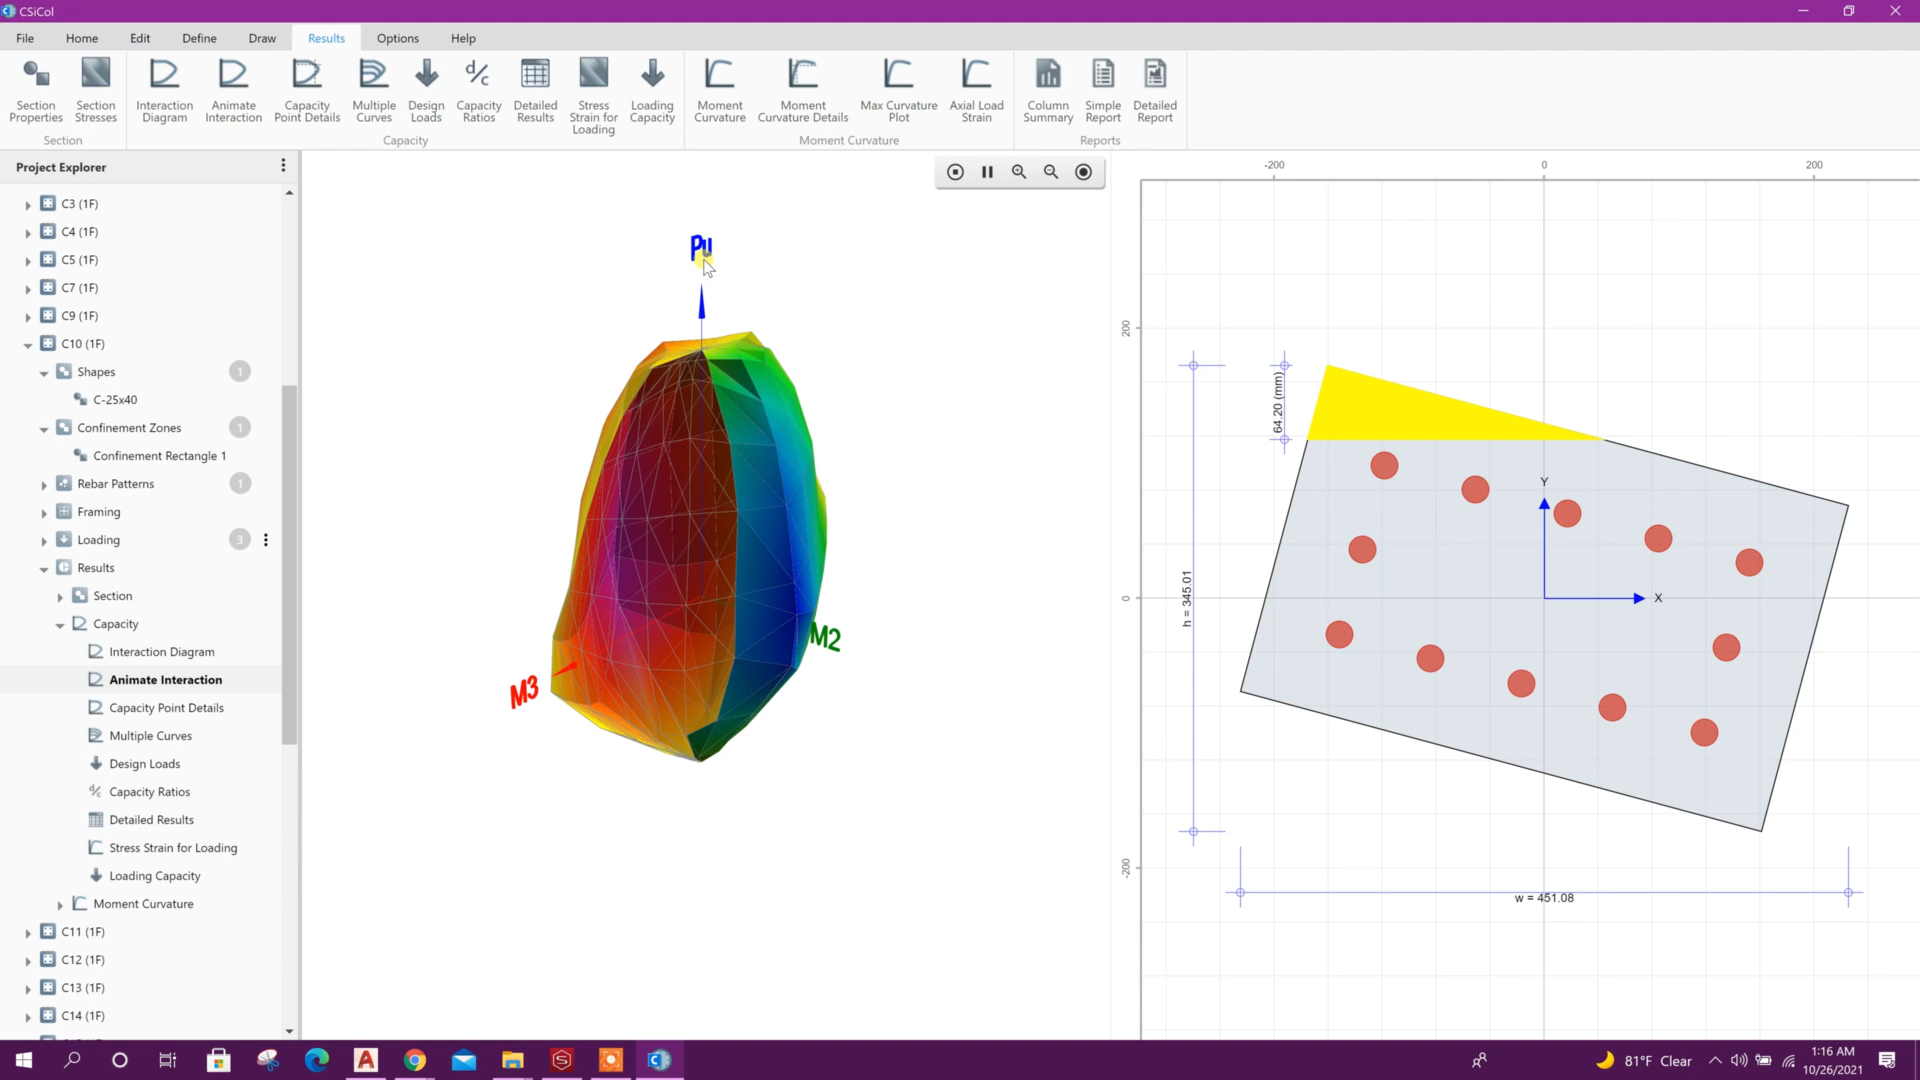 CSiCol
File Home Edit Define Draw Results Options Help
Section Properties
Section Stresses
Interaction Diagram
Animate Interaction
Capacity Point Details
Multiple Curves
Design Loads
d/c
Capacity Ratios
Detailed Results
Stress Strain for Loading
Loading Capacity
Moment Curvature
Moment Curvature Details
Max Curvature Plot
Axial Load Strain
Column Summary
Simple Report
Detailed Report
Section Capacity Moment Curvature Reports
Project Explorer
C3 (1F)
C4 (1F)
C5 (1F)
C7 (1F)
C9 (1F)
C10 (1F)
Shapes 1
C-25x40
Confinement Zones 1
Confinement Rectangle 1
Rebar Patterns 1
Framing
Loading 3
Results
Section
Capacity
Interaction Diagram
Animate Interaction
Capacity Point Details
Multiple Curves
Design Loads
Capacity Ratios
Detailed Results
Stress Strain for Loading
Loading Capacity
Moment Curvature
C11 (1F)
C12 (1F)
C13 (1F)
C14 (1F)
Pu
M2
M3
-200 0 200
200
0
-200
64.20 (mm)
h = 345.01
Y
X
w = 451.08
81°F Clear
1:16 AM
10/26/2021